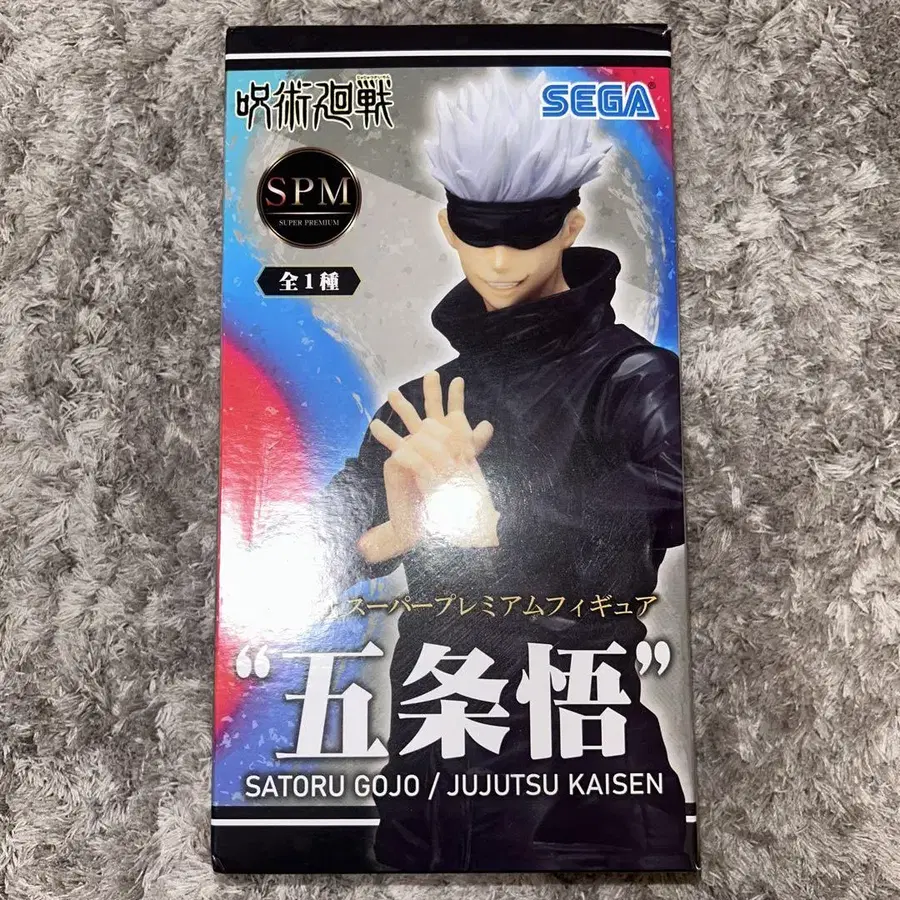 呪術廻戦
SEGA
SPM
SUPER PREMIUM
全1種
スーパープレミアムフィギュア
“五条悟”
SATORU GOJO / JUJUTSU KAISEN